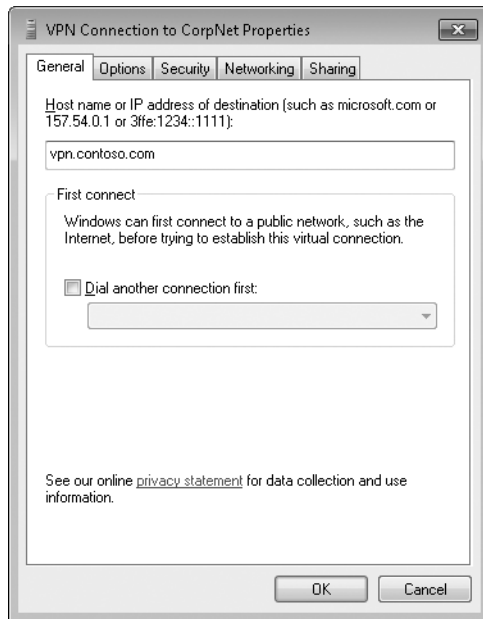 VPN Connection to CorpNet Properties
General Options Security Networking Sharing
Host name or IP address of destination (such as microsoft.com or
157.54.0.1 or 3ffe:1234::1111):
vpn.contoso.com
First connect
Windows can first connect to a public network, such as the
Internet, before trying to establish this virtual connection.
Dial another connection first:
See our online privacy statement for data collection and use
information.
OK Cancel